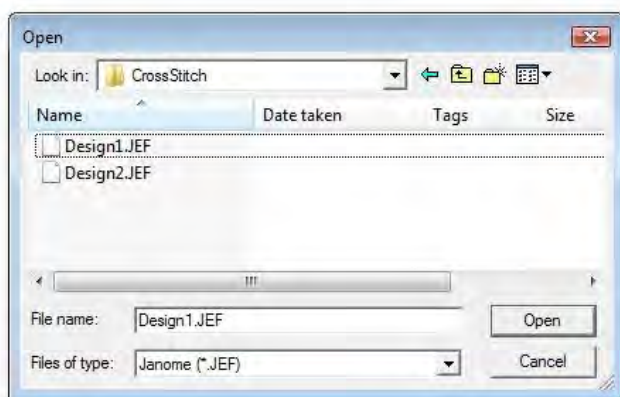 Open
Look in: CrossStitch
Name Date taken Tags Size
Design1.JEF
Design2.JEF
File name: Design1.JEF Open
Files of type: Janome (*.JEF) Cancel